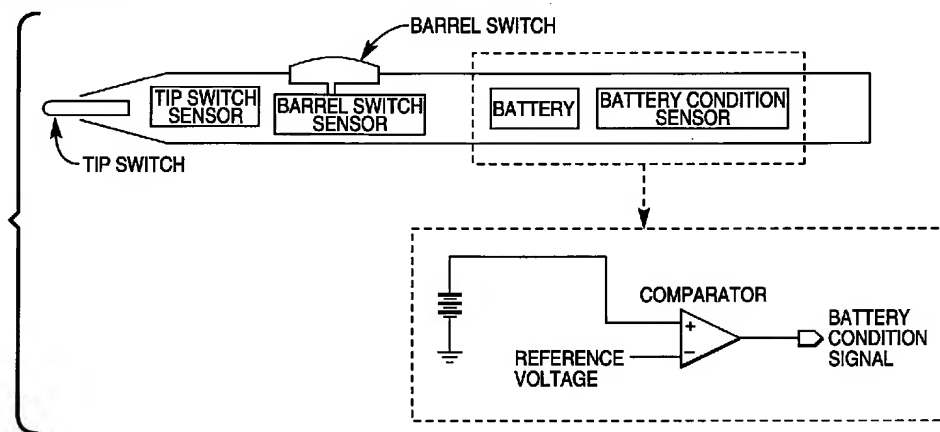 BARREL SWITCH
TIP SWITCH
SENSOR
BARREL SWITCH
SENSOR
BATTERY
BATTERY CONDITION
SENSOR
TIP SWITCH
COMPARATOR
+
−
REFERENCE
VOLTAGE
BATTERY
CONDITION
SIGNAL